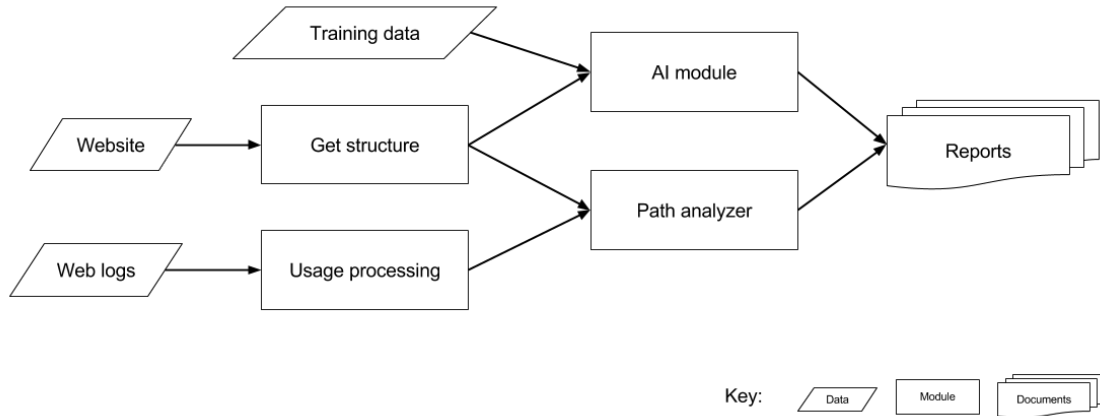 Training data
AI module
Website
Get structure
Reports
Path analyzer
Web logs
Usage processing
Key:
Data
Module
Documents